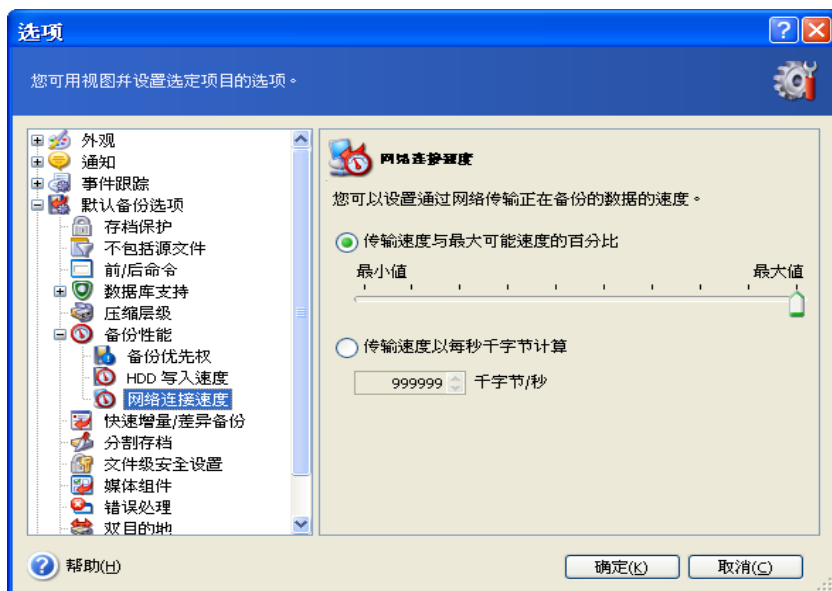 选项
您可用视图并设置选定项目的选项。
外观
通知
事件跟踪
默认备份选项
存档保护
不包括源文件
前/后命令
数据库支持
压缩层级
备份性能
备份优先权
HDD 写入速度
网络连接速度
快速增量/差异备份
分割存档
文件级安全设置
媒体组件
错误处理
双目的地
网络连接速度
您可以设置通过网络传输正在备份的数据的速度。
传输速度与最大可能速度的百分比
最小值 最大值
传输速度以每秒千字节计算
999999 千字节/秒
帮助(H) 确定(K) 取消(C)